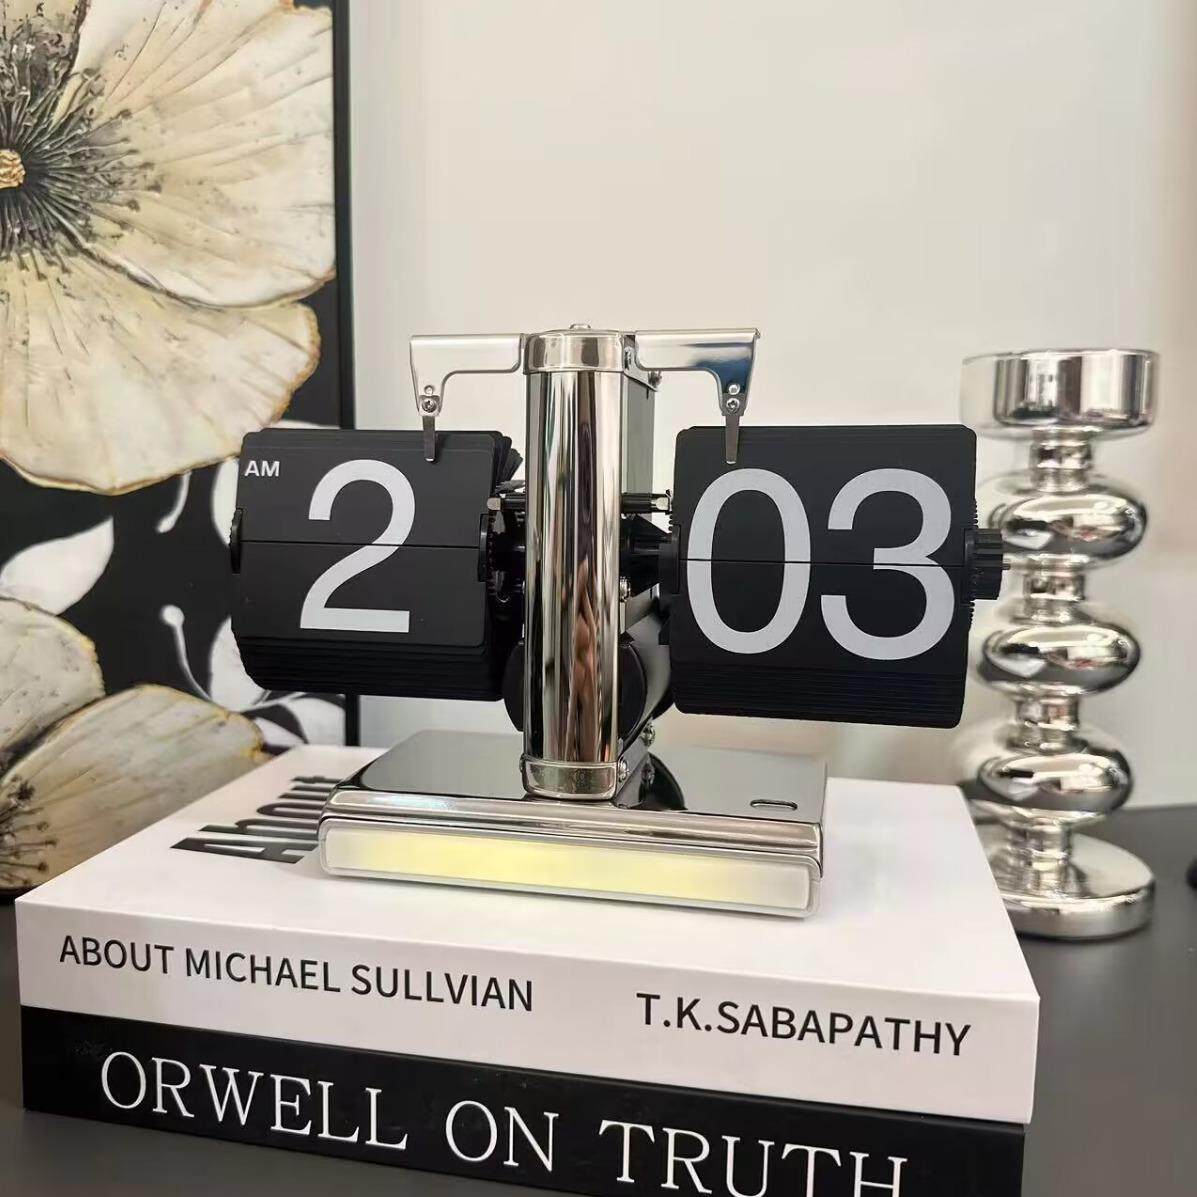 AM
2
03
About
ABOUT MICHAEL SULLVIAN
T.K.SABAPATHY
ORWELL ON TRUTH